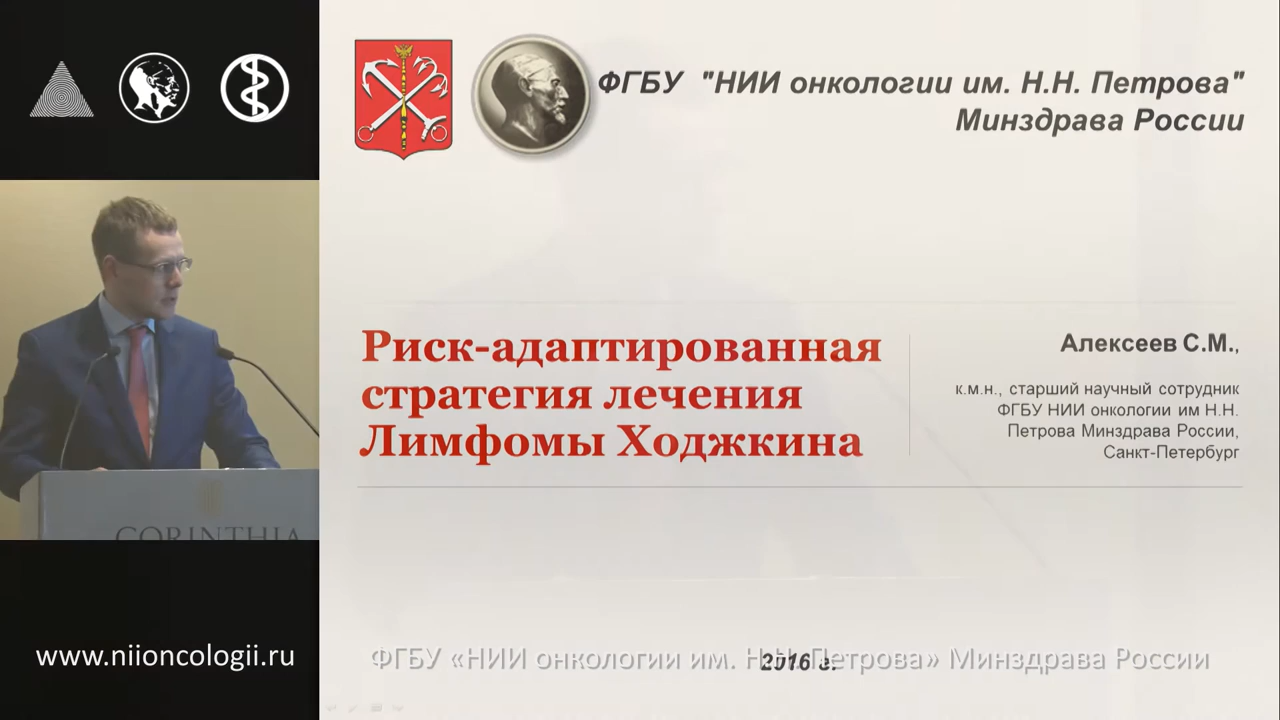 ФГБУ "НИИ онкологии им. Н.Н. Петрова"
Минздрава России
Риск-адаптированная
стратегия лечения
Лимфомы Ходжкина
Алексеев С.М.,
к.м.н., старший научный сотрудник
ФГБУ НИИ онкологии им Н.Н.
Петрова Минздрава России,
Санкт-Петербург
CORINTHIA
www.niioncologii.ru
ФГБУ «НИИ онкологии им. Н.Н. Петрова» Минздрава России
2016 г.